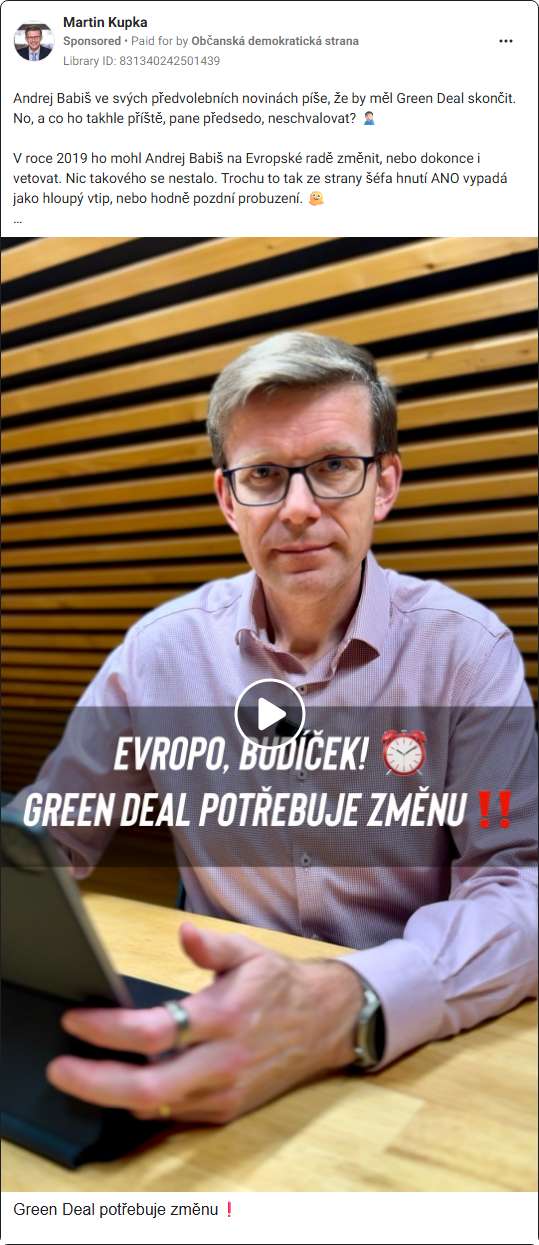 Martin Kupka
Sponsored • Paid for by Občanská demokratická strana
Library ID: 831340242501439
Andrej Babiš ve svých předvolebních novinách píše, že by měl Green Deal skončit.
No, a co ho takhle příště, pane předsedo, neschvalovat? 🤦🏻‍♂️
V roce 2019 ho mohl Andrej Babiš na Evropské radě změnit, nebo dokonce i
vetovat. Nic takového se nestalo. Trochu to tak ze strany šéfa hnutí ANO vypadá
jako hloupý vtip, nebo hodně pozdní probuzení. 🫠
...
EVROPO, BUDÍČEK! ⏰
GREEN DEAL POTŘEBUJE ZMĚNU ‼️
Green Deal potřebuje změnu ❗